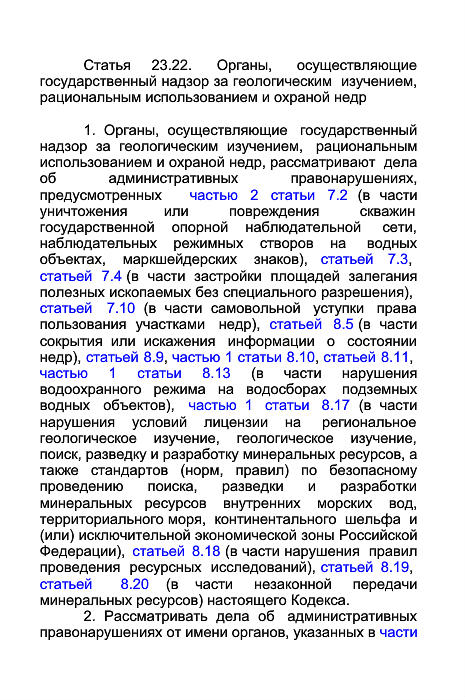 Статья 23.22. Органы, осуществляющие
государственный надзор за геологическим изучением,
рациональным использованием и охраной недр
1. Органы, осуществляющие государственный
надзор за геологическим изучением, рациональным
использованием и охраной недр, рассматривают дела
об административных правонарушениях,
предусмотренных частью 2 статьи 7.2 (в части
уничтожения или повреждения скважин
государственной опорной наблюдательной сети,
наблюдательных режимных створов на водных
объектах, маркшейдерских знаков), статьей 7.3,
статьей 7.4 (в части застройки площадей залегания
полезных ископаемых без специального разрешения),
статьей 7.10 (в части самовольной уступки права
пользования участками недр), статьей 8.5 (в части
сокрытия или искажения информации о состоянии
недр), статьей 8.9, частью 1 статьи 8.10, статьей 8.11,
частью 1 статьи 8.13 (в части нарушения
водоохранного режима на водосборах подземных
водных объектов), частью 1 статьи 8.17 (в части
нарушения условий лицензии на региональное
геологическое изучение, геологическое изучение,
поиск, разведку и разработку минеральных ресурсов, а
также стандартов (норм, правил) по безопасному
проведению поиска, разведки и разработки
минеральных ресурсов внутренних морских вод,
территориального моря, континентального шельфа и
(или) исключительной экономической зоны Российской
Федерации), статьей 8.18 (в части нарушения правил
проведения ресурсных исследований), статьей 8.19,
статьей 8.20 (в части незаконной передачи
минеральных ресурсов) настоящего Кодекса.
2. Рассматривать дела об административных
правонарушениях от имени органов, указанных в части